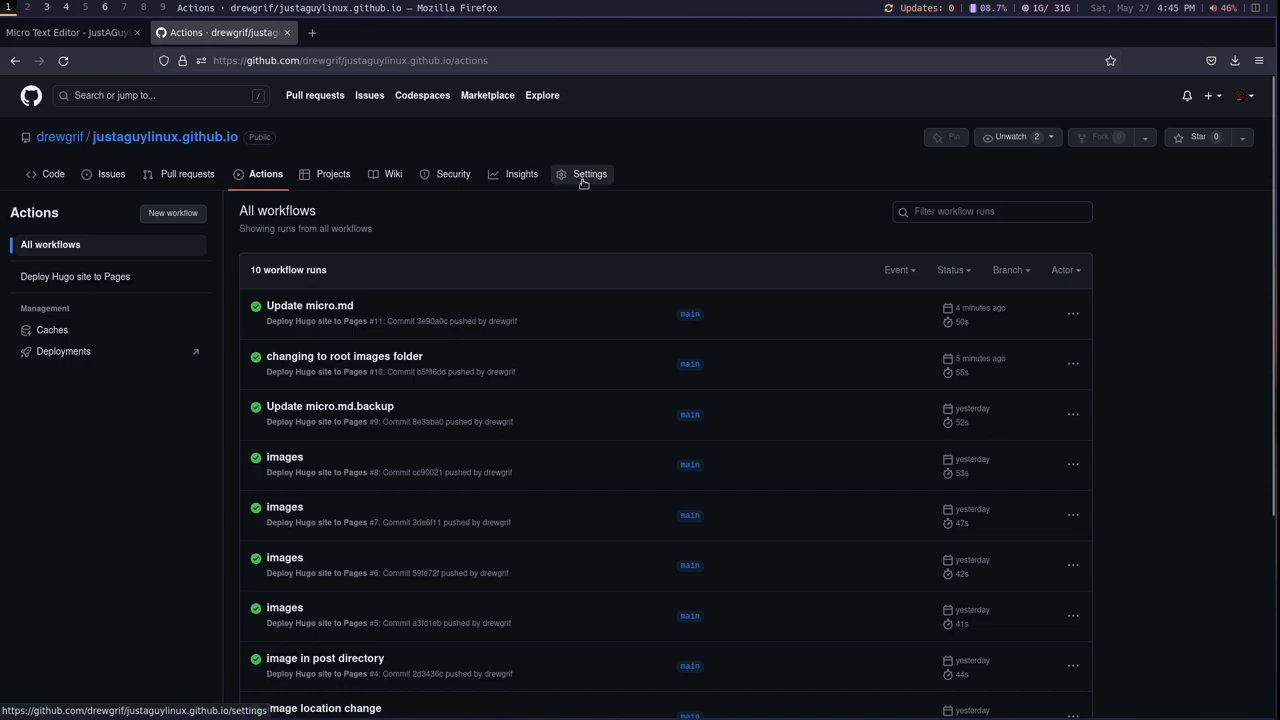 1 2 3 4 5 6 7 8 9 Actions · drewgrif/justaguylinux.github.io — Mozilla Firefox Updates: 0 08.7% 1G/ 31G Sat, May 27 4:45 PM 46%
Micro Text Editor - JustAGuyL × Actions · drewgrif/justag × +
https://github.com/drewgrif/justaguylinux.github.io/actions
Search or jump to... / Pull requests Issues Codespaces Marketplace Explore
drewgrif / justaguylinux.github.io Public Pin Unwatch 2 Fork 0 Star 0
Code Issues Pull requests Actions Projects Wiki Security Insights Settings
Actions New workflow
All workflows
Deploy Hugo site to Pages
Management
Caches
Deployments
All workflows
Showing runs from all workflows
Filter workflow runs
10 workflow runs Event Status Branch Actor
Update micro.md
Deploy Hugo site to Pages #11: Commit 3e90a0c pushed by drewgrif
main
4 minutes ago
50s
changing to root images folder
Deploy Hugo site to Pages #10: Commit b5f96dd pushed by drewgrif
main
5 minutes ago
55s
Update micro.md.backup
Deploy Hugo site to Pages #9: Commit 8e3aba0 pushed by drewgrif
main
yesterday
52s
images
Deploy Hugo site to Pages #8: Commit cc90021 pushed by drewgrif
main
yesterday
53s
images
Deploy Hugo site to Pages #7: Commit 3de6f11 pushed by drewgrif
main
yesterday
47s
images
Deploy Hugo site to Pages #6: Commit 59fe72f pushed by drewgrif
main
yesterday
42s
images
Deploy Hugo site to Pages #5: Commit a3fd1eb pushed by drewgrif
main
yesterday
41s
image in post directory
Deploy Hugo site to Pages #4: Commit 2d3436c pushed by drewgrif
main
yesterday
44s
image location change
main
yesterday
https://github.com/drewgrif/justaguylinux.github.io/settings